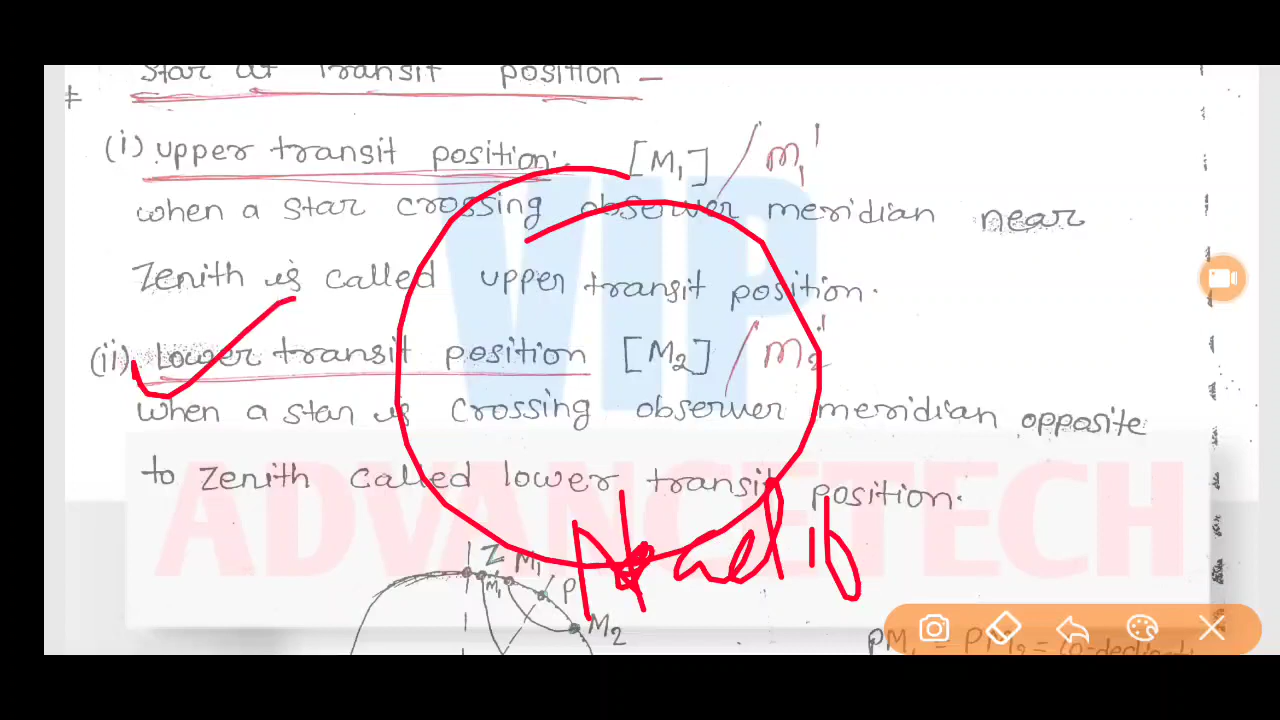 Star at Transit position -
(i) upper transit position. [M₁] / m₁'
when a star crossing observer meridian near
Zenith is called upper transit position.
(ii) Lower transit position [M₂] / m₂'
when a star is crossing observer meridian opposite
to Zenith called lower transit position.
VIP
ADVANCETECH
Z M₁ P
M₁
M₂
PM₁ = PM₂ = co-declinati